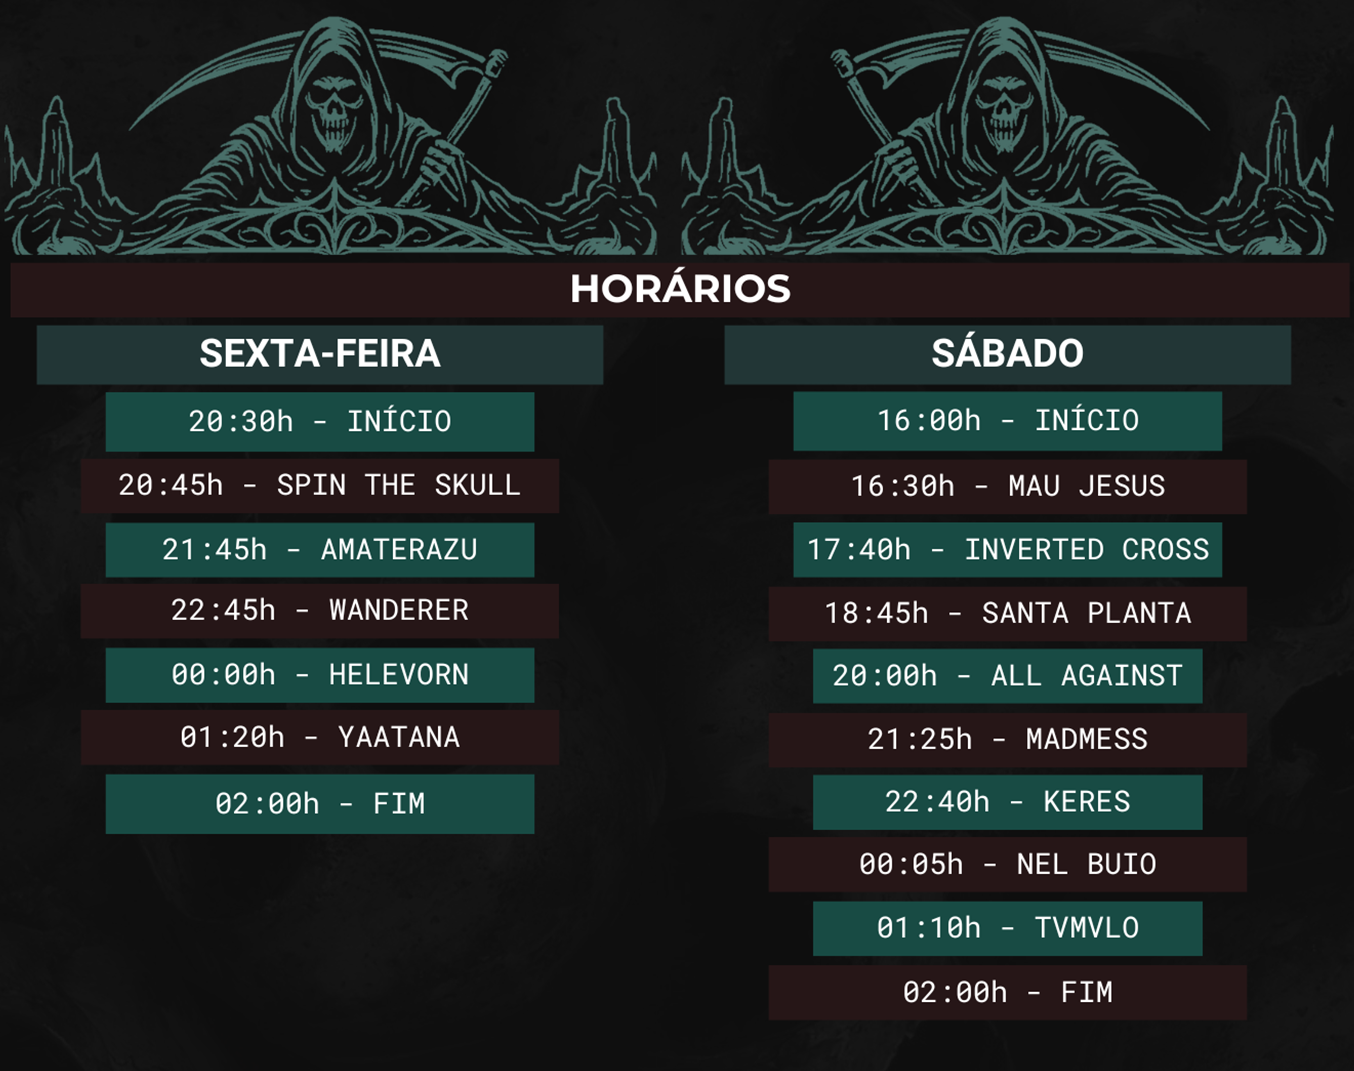 HORÁRIOS
SEXTA-FEIRA
20:30h - INÍCIO
20:45h - SPIN THE SKULL
21:45h - AMATERAZU
22:45h - WANDERER
00:00h - HELEVORN
01:20h - YAATANA
02:00h - FIM
SÁBADO
16:00h - INÍCIO
16:30h - MAU JESUS
17:40h - INVERTED CROSS
18:45h - SANTA PLANTA
20:00h - ALL AGAINST
21:25h - MADMESS
22:40h - KERES
00:05h - NEL BUIO
01:10h - TVMVLO
02:00h - FIM